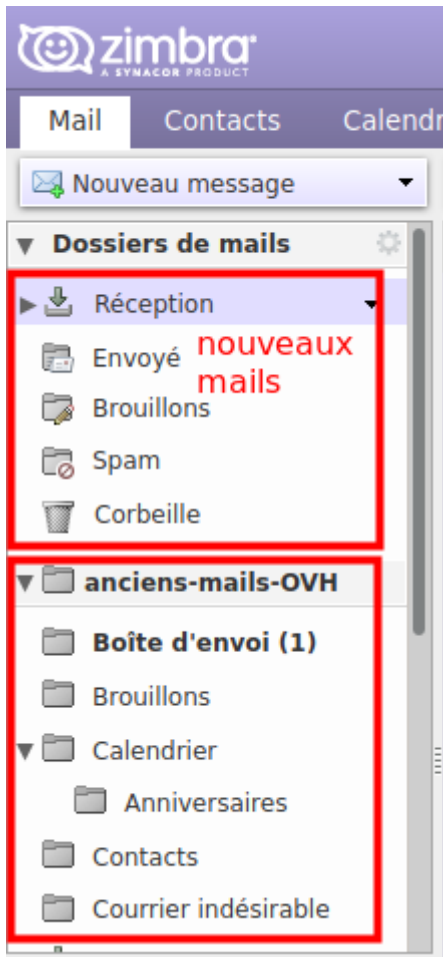 zimbra
A SYNACOR PRODUCT
Mail Contacts Calendr
Nouveau message
Dossiers de mails
Réception
Envoyé nouveaux
mails
Brouillons
Spam
Corbeille
anciens-mails-OVH
Boîte d'envoi (1)
Brouillons
Calendrier
Anniversaires
Contacts
Courrier indésirable